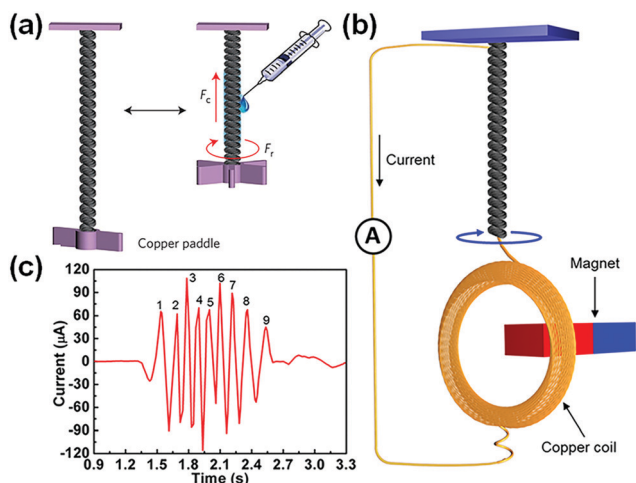 (a)
F_c
F_r
Copper paddle
(b)
Current
A
Magnet
Copper coil
(c)
Current (μA)
120
90
60
30
0
-30
-60
-90
-120
1 2 3 4 5 6 7 8 9
0.9 1.2 1.5 1.8 2.1 2.4 2.7 3.0 3.3
Time (s)